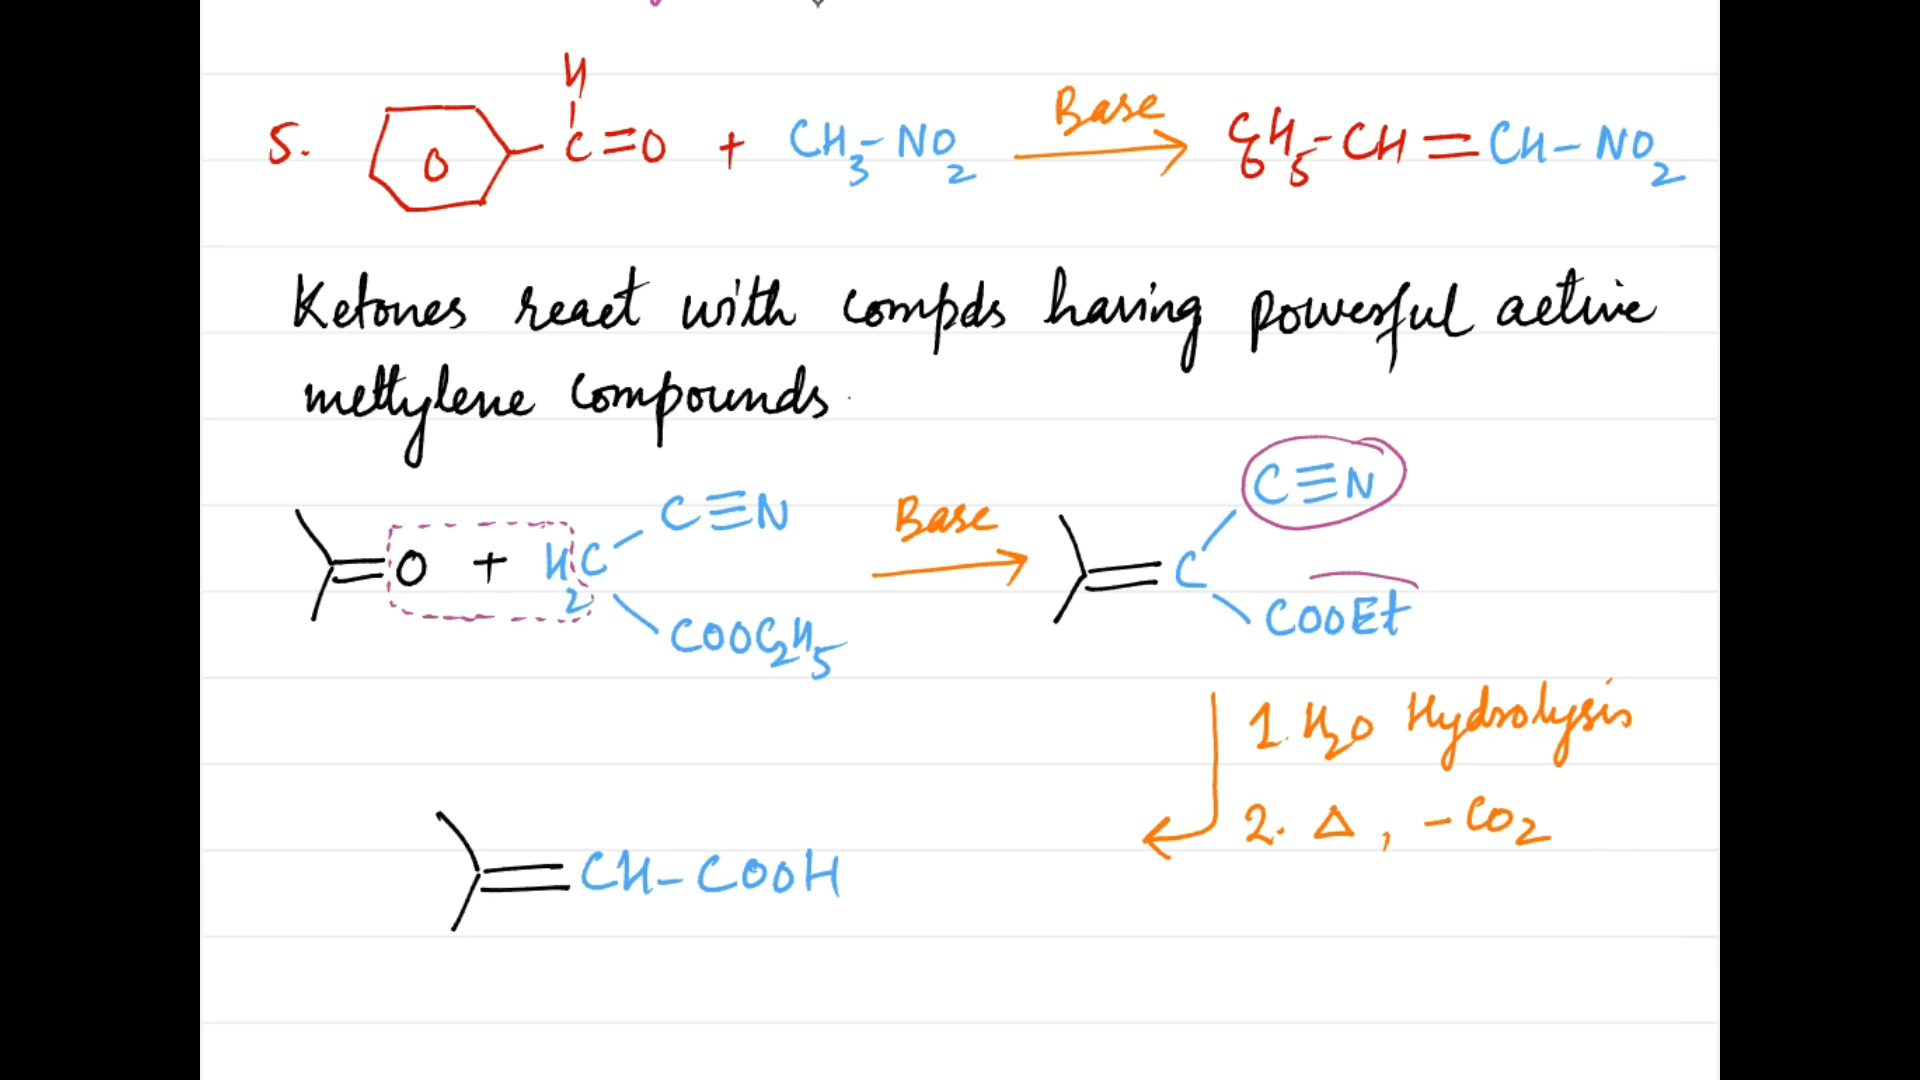 5. H
C=O + CH₃-NO₂ Base C₆H₅-CH=CH-NO₂
Ketones react with compds having powerful active
methylene compounds.
=O + H₂C C≡N COOC₂H₅ Base =C C≡N COOEt
1. H₂O Hydrolysis
2. Δ, -CO₂
=CH-COOH